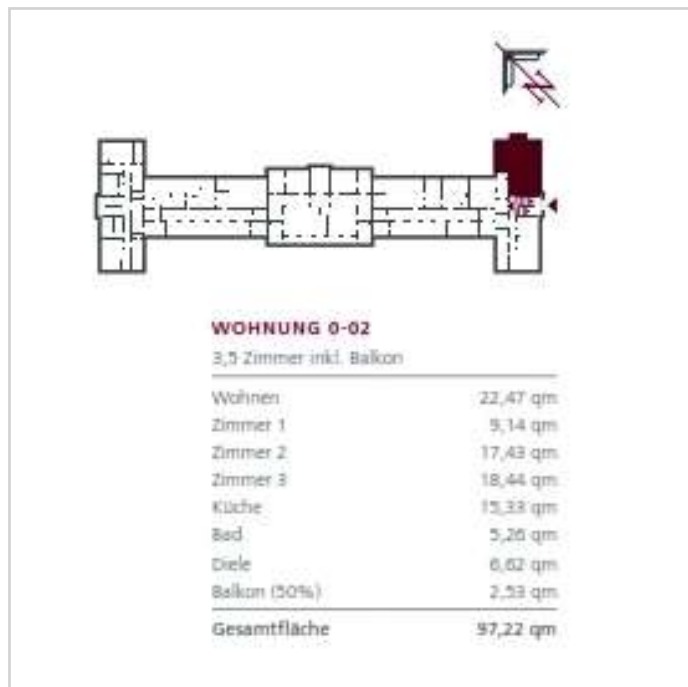 WOHNUNG 0-02
3,5 Zimmer inkl. Balkon
Wohnen 22,47 qm
Zimmer 1 9,14 qm
Zimmer 2 17,43 qm
Zimmer 3 18,44 qm
Küche 15,33 qm
Bad 5,26 qm
Diele 6,62 qm
Balkon (50%) 2,53 qm
Gesamtfläche 97,22 qm